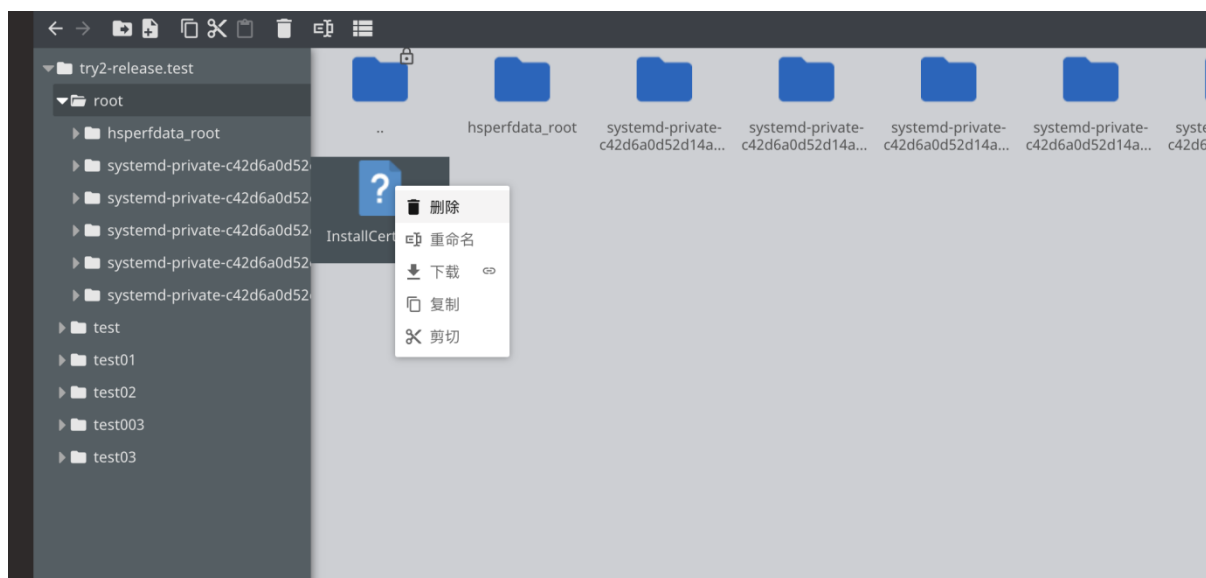 try2-release.test
root
hsperfdata_root
systemd-private-c42d6a0d52
systemd-private-c42d6a0d52
systemd-private-c42d6a0d52
systemd-private-c42d6a0d52
systemd-private-c42d6a0d52
test
test01
test02
test003
test03
..
hsperfdata_root
systemd-private-
c42d6a0d52d14a...
systemd-private-
c42d6a0d52d14a...
systemd-private-
c42d6a0d52d14a...
systemd-private-
c42d6a0d52d14a...
syste
c42d6
InstallCert
删除
重命名
下载
复制
剪切